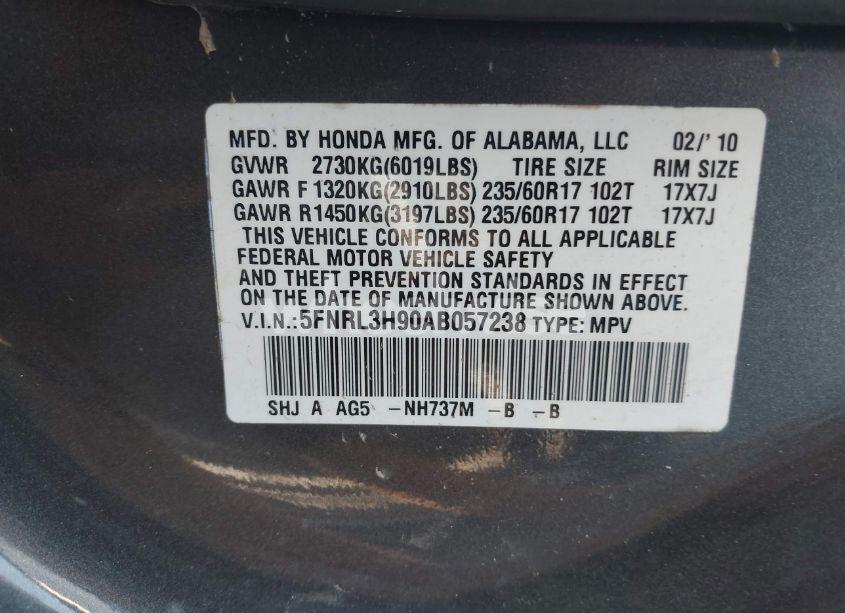 MFD. BY HONDA MFG. OF ALABAMA, LLC 02/' 10
GVWR 2730KG(6019LBS) TIRE SIZE RIM SIZE
GAWR F 1320KG(2910LBS) 235/60R17 102T 17X7J
GAWR R1450KG(3197LBS) 235/60R17 102T 17X7J
THIS VEHICLE CONFORMS TO ALL APPLICABLE
FEDERAL MOTOR VEHICLE SAFETY
AND THEFT PREVENTION STANDARDS IN EFFECT
ON THE DATE OF MANUFACTURE SHOWN ABOVE.
V.I.N.:5FNRL3H90AB057238 TYPE: MPV
SHJ A AG5 -NH737M -B -B